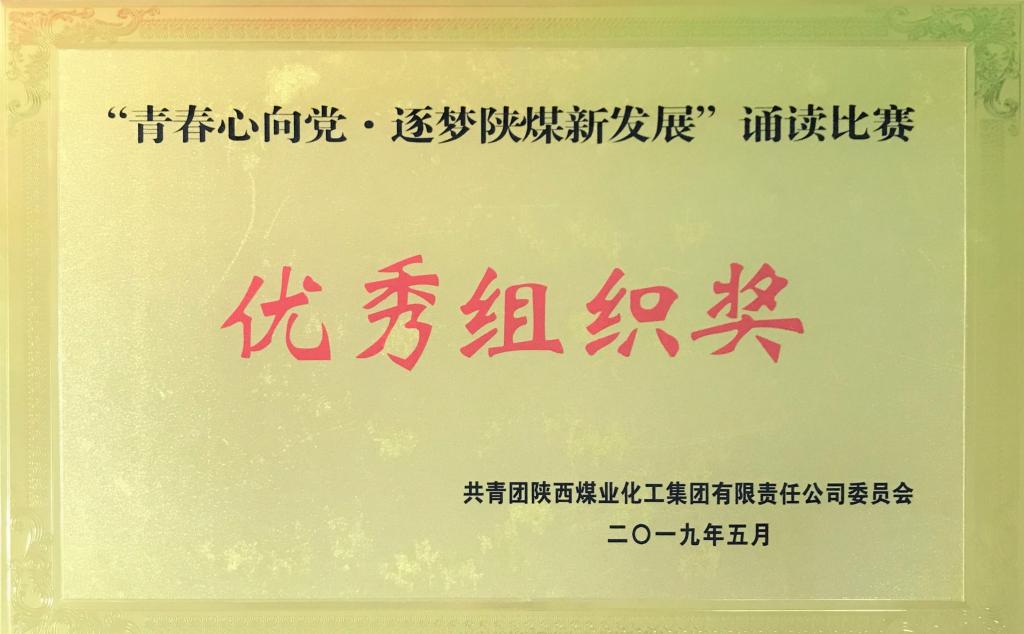 “青春心向党·逐梦陕煤新发展”诵读比赛
优秀组织奖
共青团陕西煤业化工集团有限责任公司委员会
二〇一九年五月